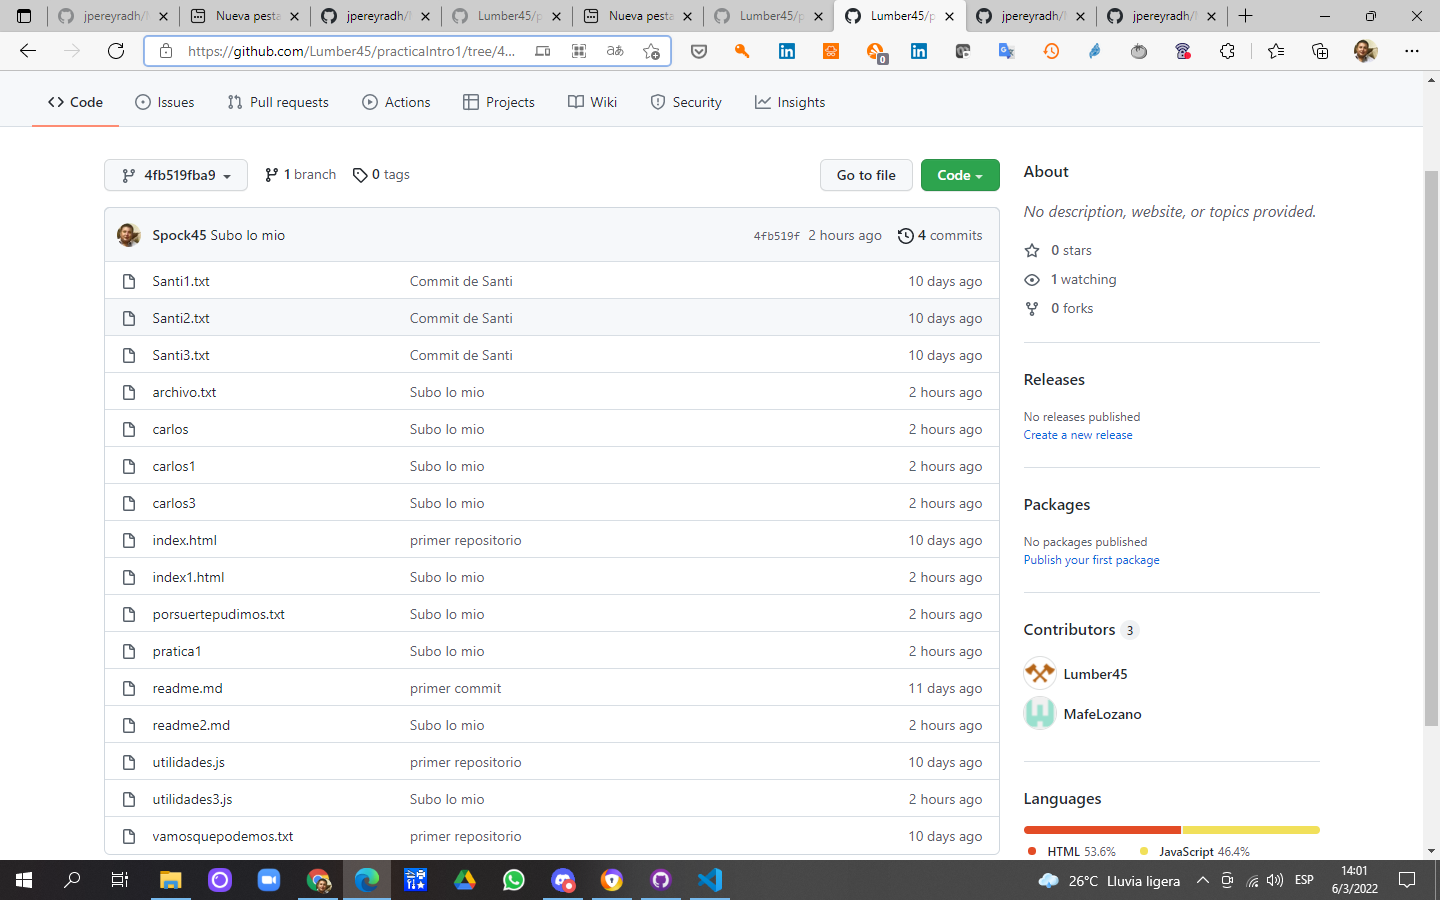 jpereyradh/
Nueva pesta
jpereyradh/
Lumber45/p
Nueva pesta
Lumber45/p
Lumber45/p
jpereyradh/
jpereyradh/
https://github.com/Lumber45/practicaIntro1/tree/4...
aあ
0
Code
Issues
Pull requests
Actions
Projects
Wiki
Security
Insights
4fb519fba9
1 branch
0 tags
Go to file
Code
Spock45 Subo lo mio
4fb519f 2 hours ago
4 commits
Santi1.txt Commit de Santi 10 days ago
Santi2.txt Commit de Santi 10 days ago
Santi3.txt Commit de Santi 10 days ago
archivo.txt Subo lo mio 2 hours ago
carlos Subo lo mio 2 hours ago
carlos1 Subo lo mio 2 hours ago
carlos3 Subo lo mio 2 hours ago
index.html primer repositorio 10 days ago
index1.html Subo lo mio 2 hours ago
porsuertepudimos.txt Subo lo mio 2 hours ago
pratica1 Subo lo mio 2 hours ago
readme.md primer commit 11 days ago
readme2.md Subo lo mio 2 hours ago
utilidades.js primer repositorio 10 days ago
utilidades3.js Subo lo mio 2 hours ago
vamosquepodemos.txt primer repositorio 10 days ago
About
No description, website, or topics provided.
0 stars
1 watching
0 forks
Releases
No releases published
Create a new release
Packages
No packages published
Publish your first package
Contributors 3
Lumber45
MafeLozano
Languages
HTML 53.6%
JavaScript 46.4%
26°C Lluvia ligera
ESP
14:01
6/3/2022